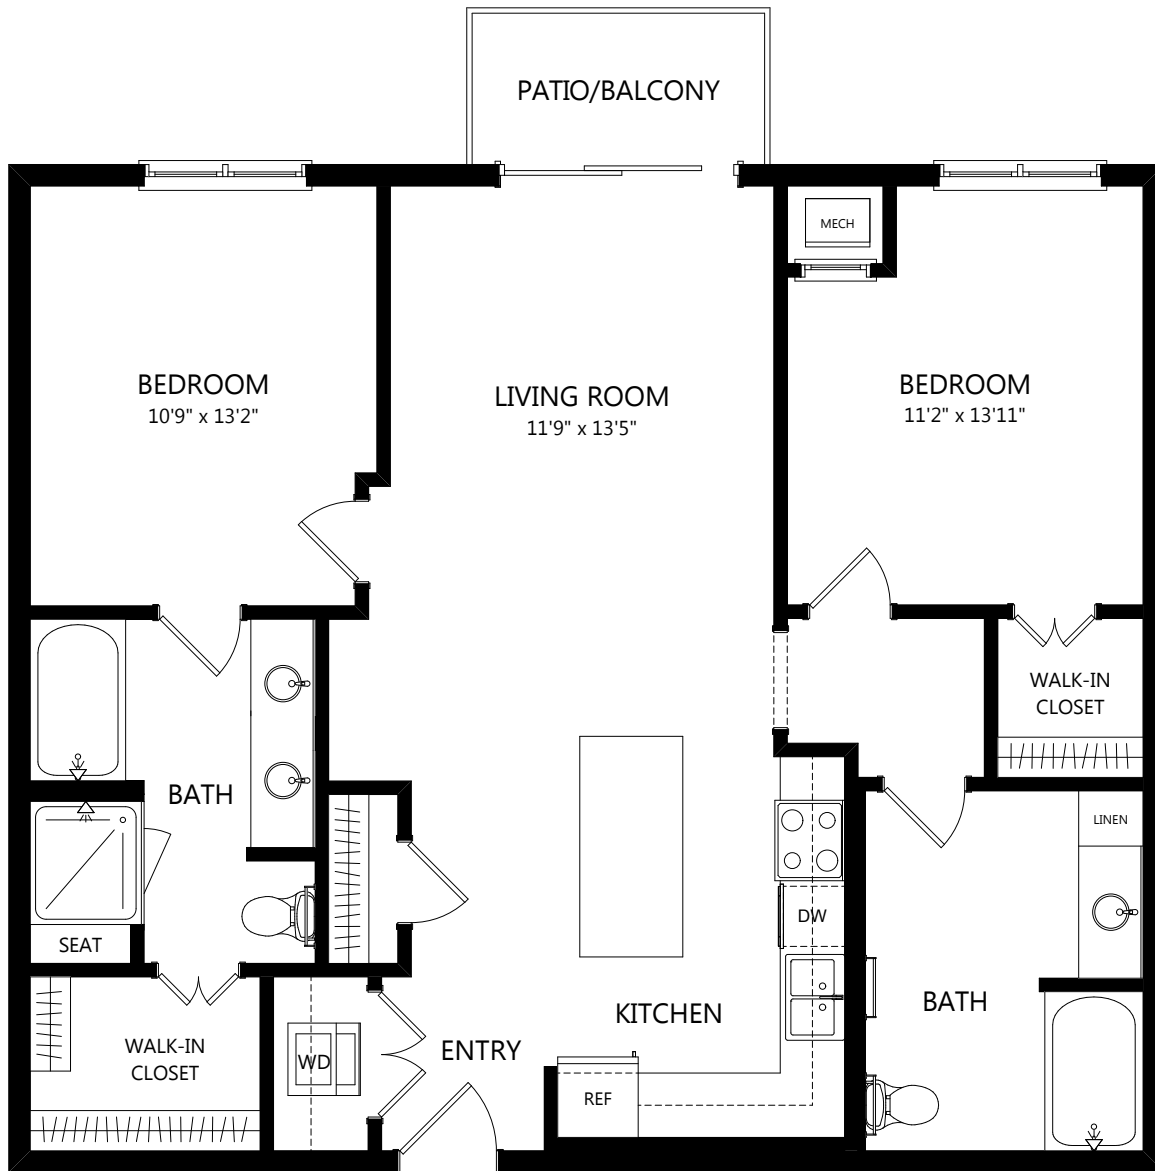 PATIO/BALCONY
MECH
BEDROOM
10'9" x 13'2"
LIVING ROOM
11'9" x 13'5"
BEDROOM
11'2" x 13'11"
WALK-IN
CLOSET
BATH
LINEN
DW
SEAT
BATH
KITCHEN
WALK-IN
CLOSET
WD
ENTRY
REF